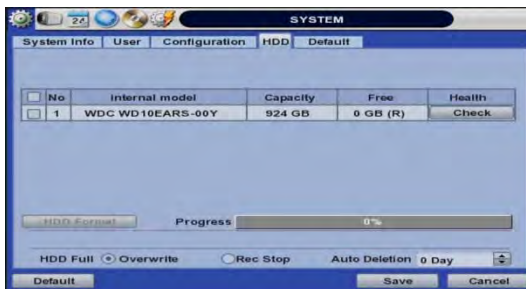 24 SYSTEM
System Info User Configuration HDD Default
No internal model Capacity Free Health
1 WDC WD10EARS-00Y 924 GB 0 GB (R) Check
HDD Format Progress 0%
HDD Full Overwrite Rec Stop Auto Deletion 0 Day
Default Save Cancel